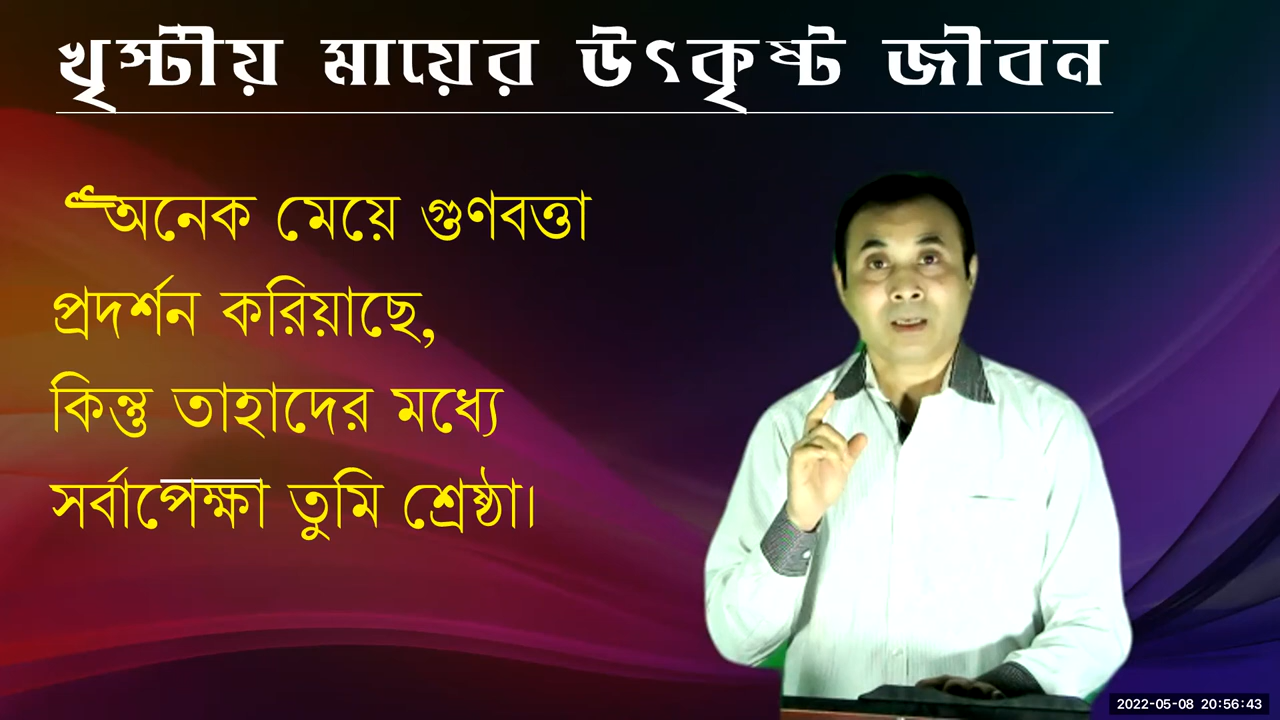 খৃস্টীয় মায়ের উৎকৃষ্ট জীবন
“অনেক মেয়ে গুণবত্তা
প্রদর্শন করিয়াছে,
কিন্তু তাহাদের মধ্যে
সর্বাপেক্ষা তুমি শ্রেষ্ঠা।
2022-05-08 20:56:43